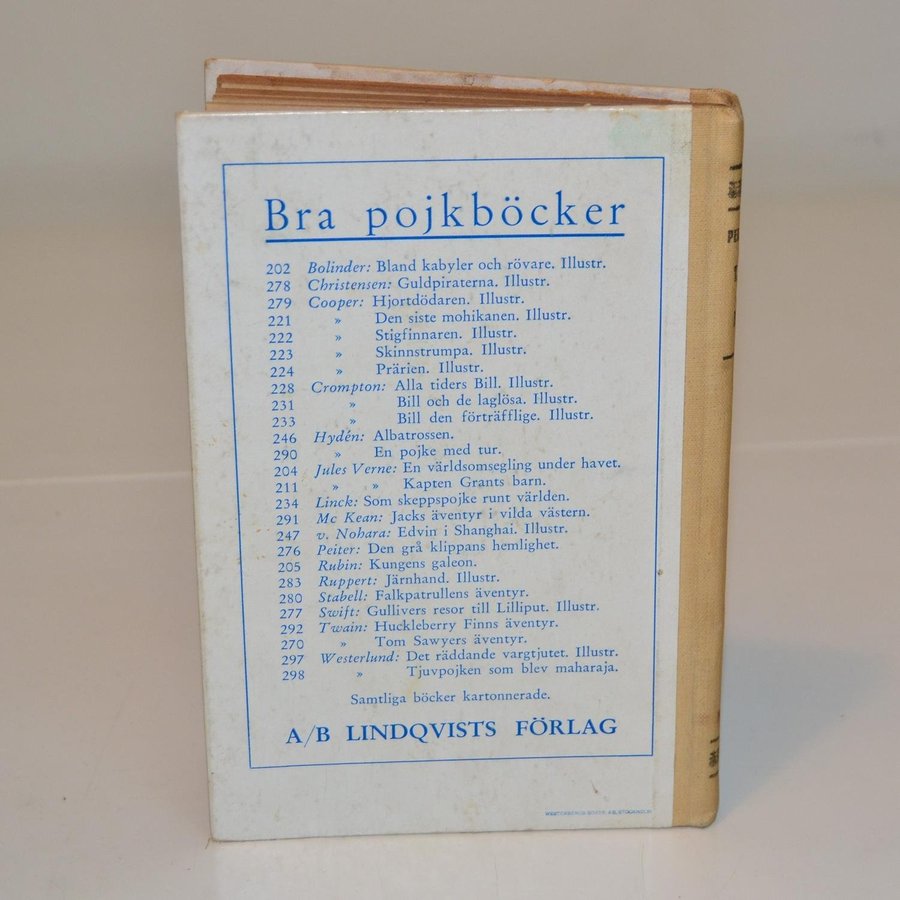 Bra pojkböcker
202 Bolinder: Bland kabyler och rövare. Illustr.
278 Christensen: Guldpiraterna. Illustr.
279 Cooper: Hjortdödaren. Illustr.
221 » Den siste mohikanen. Illustr.
222 » Stigfinnaren. Illustr.
223 » Skinnstrumpa. Illustr.
224 » Prärien. Illustr.
228 Crompton: Alla tiders Bill. Illustr.
231 » Bill och de laglösa. Illustr.
233 » Bill den förträfflige. Illustr.
246 Hydén: Albatrossen.
290 » En pojke med tur.
204 Jules Verne: En världsomsegling under havet.
211 » » Kapten Grants barn.
234 Linck: Som skeppspojke runt världen.
291 Mc Kean: Jacks äventyr i vilda västern.
247 v. Nohara: Edvin i Shanghai. Illustr.
276 Peiter: Den grå klippans hemlighet.
205 Rubin: Kungens galeon.
283 Ruppert: Järnhand. Illustr.
280 Stabell: Falkpatrullens äventyr.
277 Swift: Gullivers resor till Lilliput. Illustr.
292 Twain: Huckleberry Finns äventyr.
270 » Tom Sawyers äventyr.
297 Westerlund: Det räddande vargtjutet. Illustr.
298 » Tjuvpojken som blev maharaja.
Samtliga böcker kartonnerade.
A/B LINDQVISTS FÖRLAG